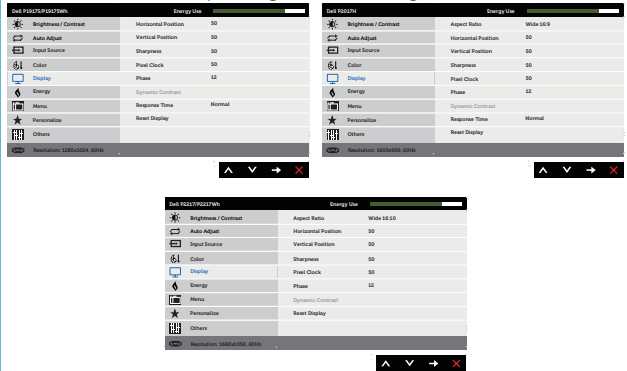 Dell P1917S/P1917SWh Energy Use
Brightness / Contrast Horizontal Position 50
Auto Adjust Vertical Position 50
Input Source Sharpness 50
Color Pixel Clock 50
Display Phase 12
Energy Dynamic Contrast
Menu Response Time Normal
Personalize Reset Display
Others
Resolution: 1280x1024, 60Hz
Dell P2017H Energy Use
Brightness / Contrast Aspect Ratio Wide 16:9
Auto Adjust Horizontal Position 50
Input Source Vertical Position 50
Color Sharpness 50
Display Pixel Clock 50
Energy Phase 12
Menu Dynamic Contrast
Personalize Response Time Normal
Others Reset Display
Resolution: 1600x900, 60Hz
Dell P2217/P2217Wh Energy Use
Brightness / Contrast Aspect Ratio Wide 16:10
Auto Adjust Horizontal Position 50
Input Source Vertical Position 50
Color Sharpness 50
Display Pixel Clock 50
Energy Phase 12
Menu Dynamic Contrast
Personalize Reset Display
Others
Resolution: 1680x1050, 60Hz